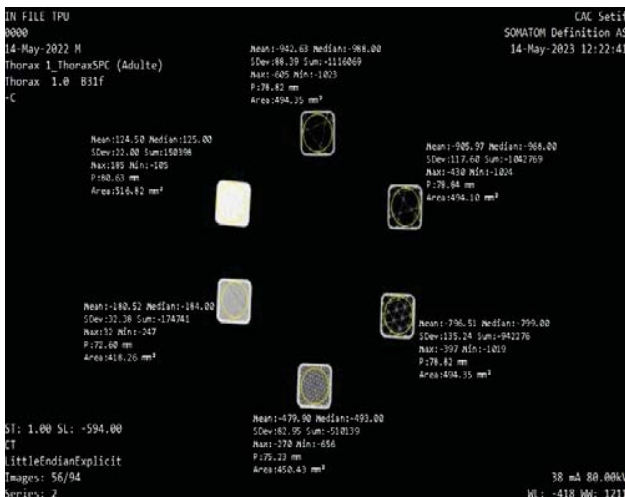 IN FILE TPU
0000
14-May-2022 M
Thorax 1_ThoraxSPC (Adulte)
Thorax 1.0 B31f
-C
CAC Setif
SOMATOM Definition AS
14-May-2023 12:22:41
Mean:-942.63 Median:-988.00
SDev:88.39 Sum:-1116069
Max:-605 Min:-1023
P:78.82 mm
Area:494.35 mm²
Mean:124.50 Median:125.00
SDev:22.00 Sum:150398
Max:185 Min:-105
P:80.63 mm
Area:516.82 mm²
Mean:-905.97 Median:-968.00
SDev:117.60 Sum:-1042769
Max:-430 Min:-1024
P:78.84 mm
Area:494.10 mm²
Mean:-180.52 Median:-184.00
SDev:32.38 Sum:-174741
Max:32 Min:-247
P:72.60 mm
Area:418.26 mm²
Mean:-796.51 Median:-799.00
SDev:135.24 Sum:-942276
Max:-397 Min:-1019
P:78.82 mm
Area:494.35 mm²
Mean:-479.90 Median:-493.00
SDev:82.95 Sum:-510139
Max:-270 Min:-656
P:75.23 mm
Area:450.43 mm²
ST: 1.00 SL: -594.00
CT
LittleEndianExplicit
Images: 56/94
Series: 2
38 mA 80.00kV
WL: -418 WW: 1211